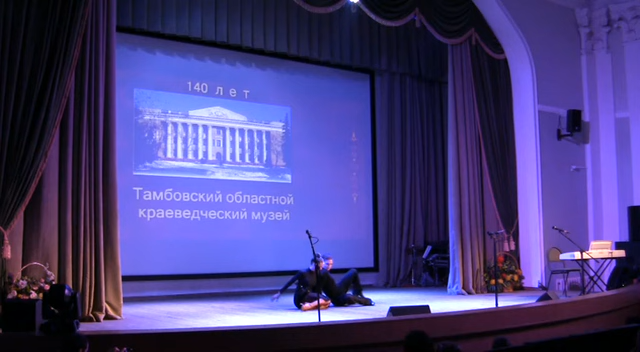 140 лет
Тамбовский областной
краеведческий музей